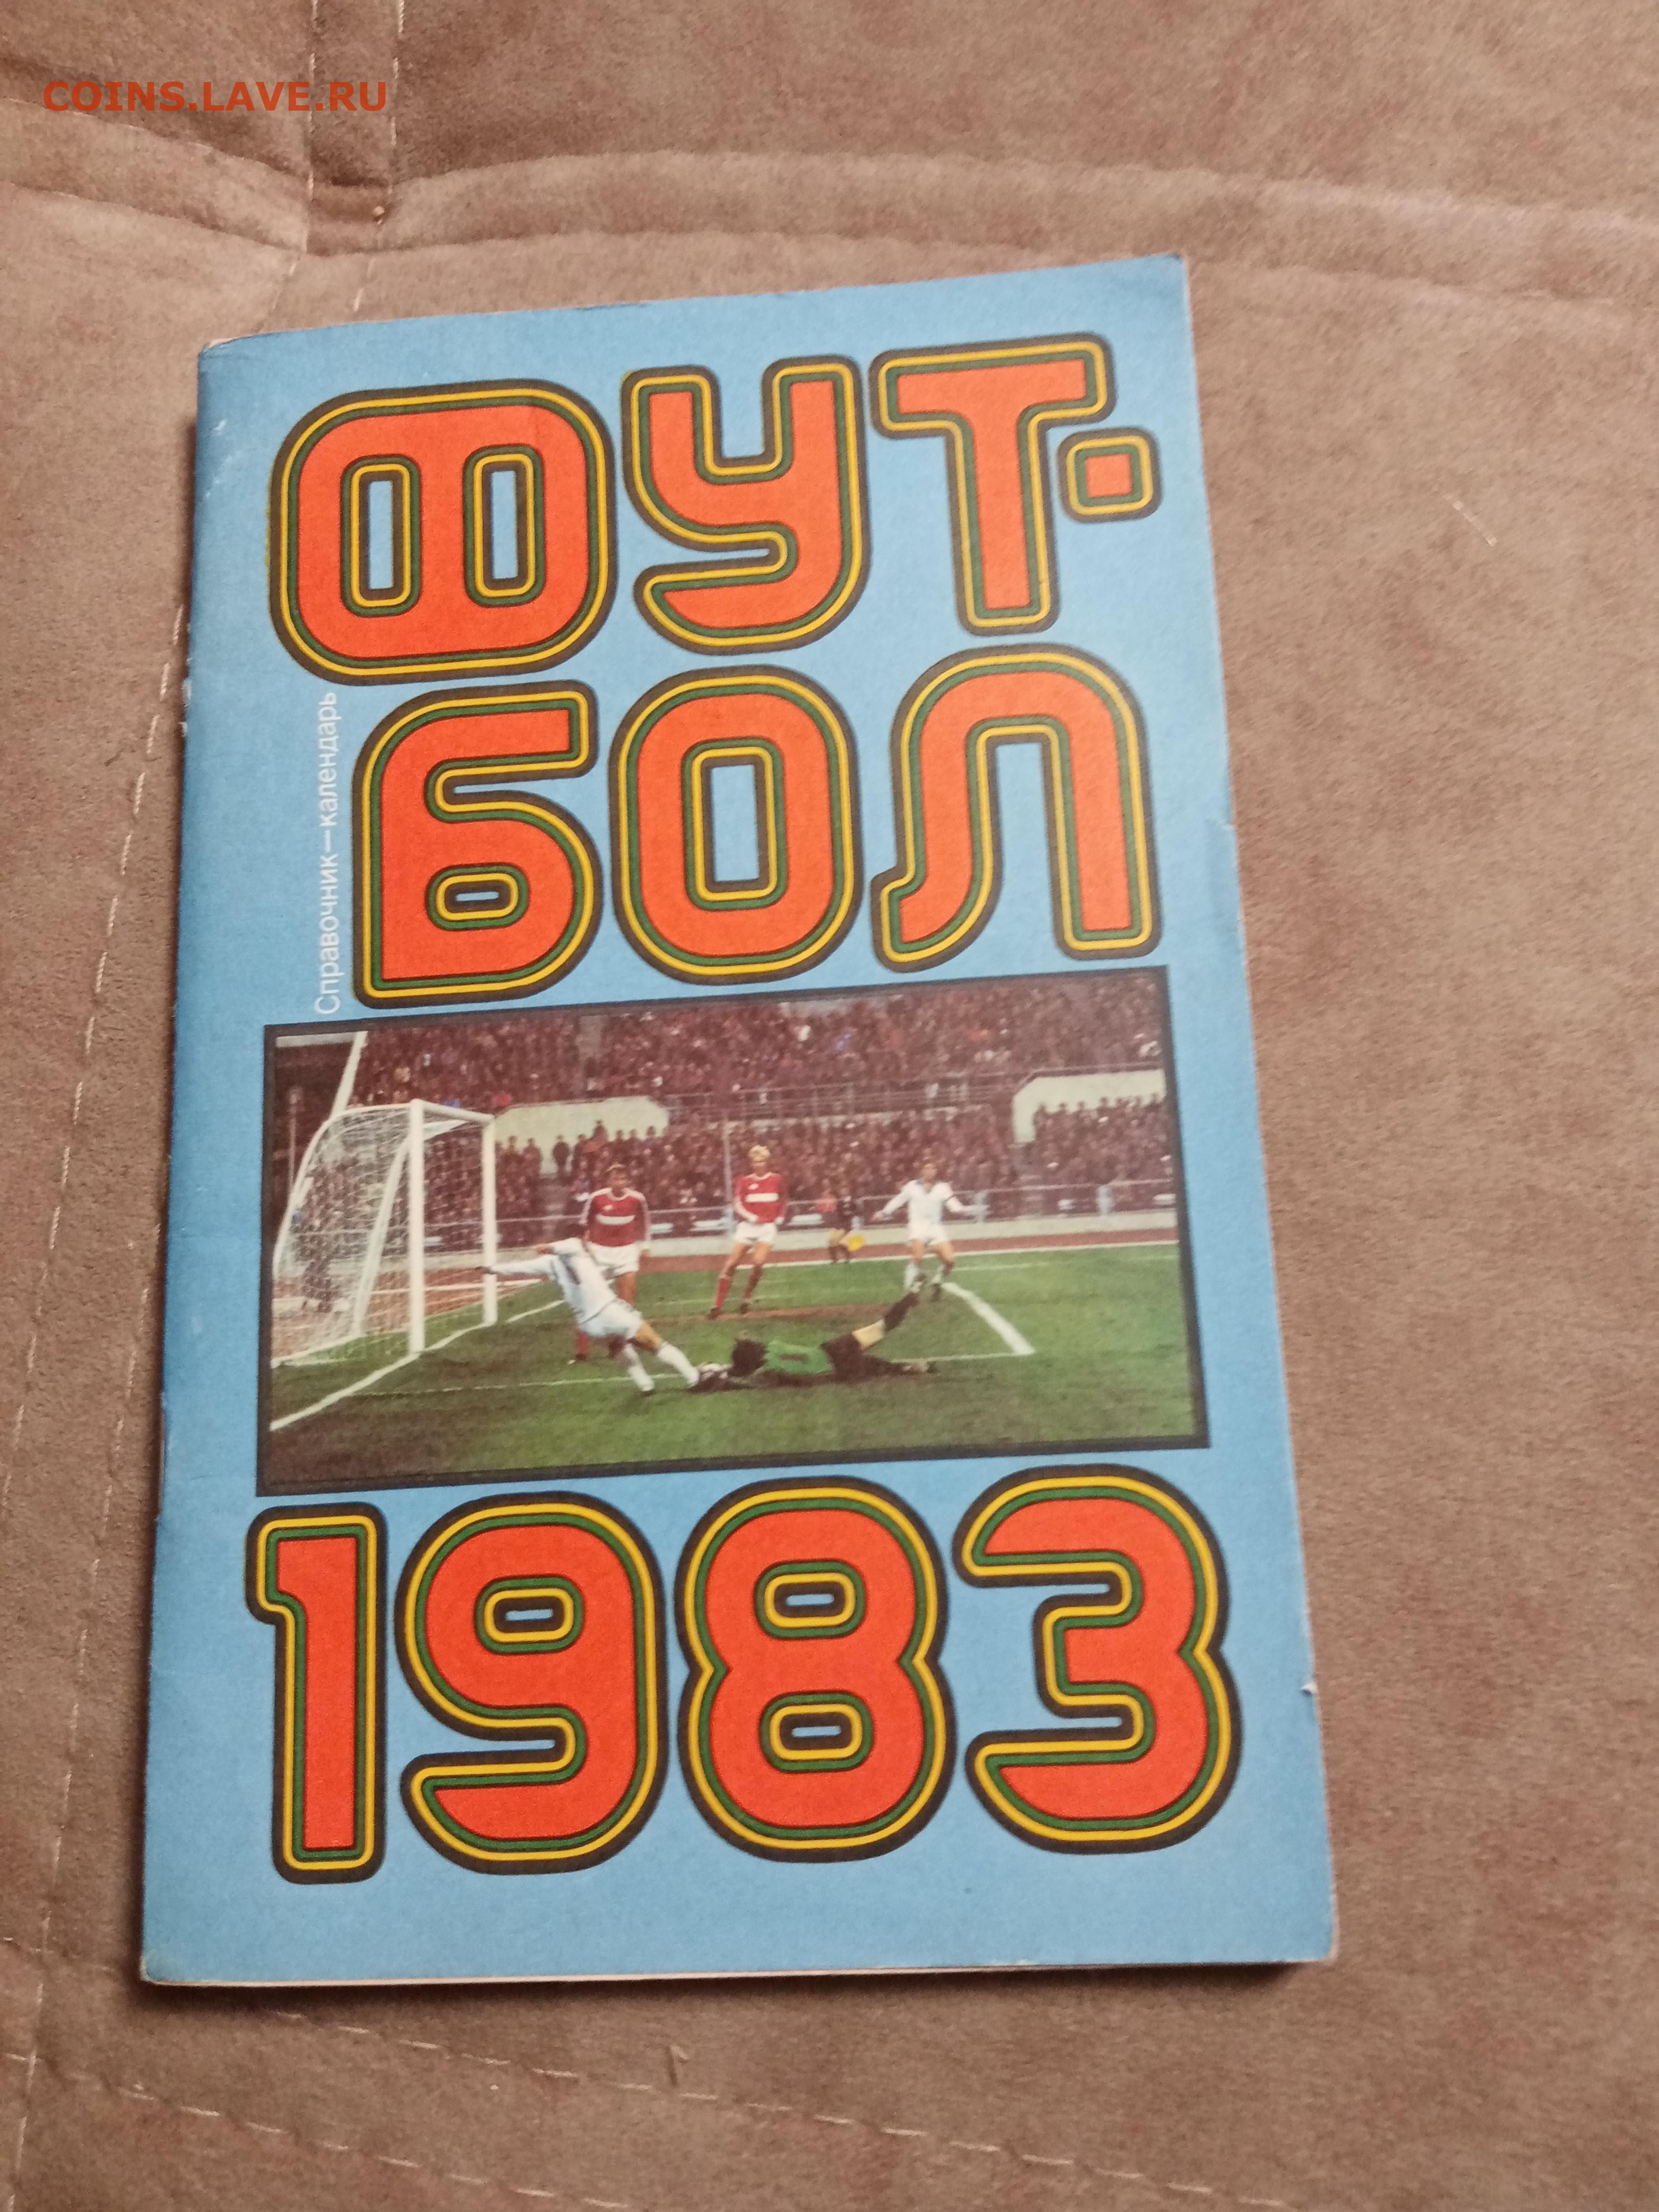 COINS.LAVE.RU
ФУТ·
БОЛ
Справочник—календарь
1983